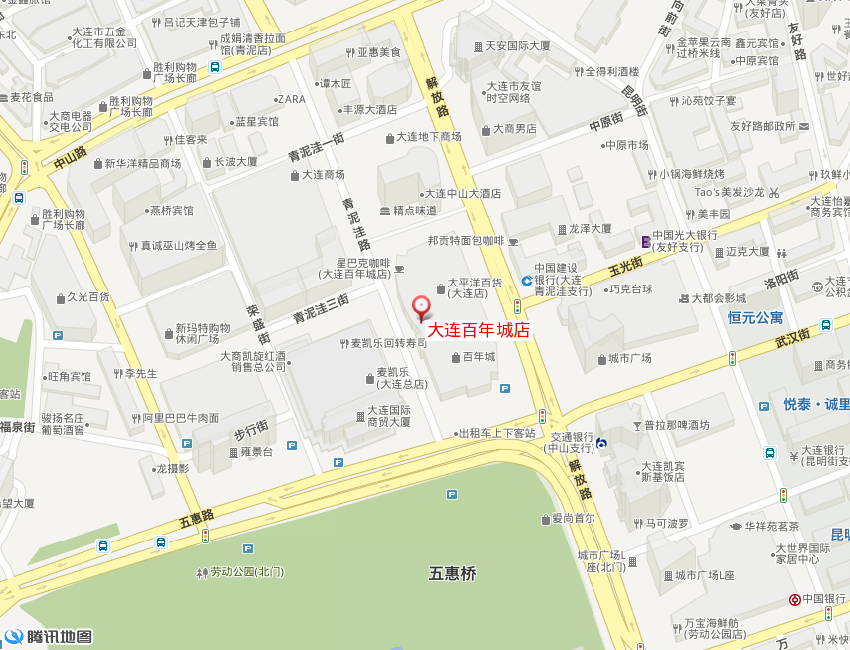 金鑫旅馆
吕记天津包子铺
大连市五金
化工有限公司
成娟清香拉面
馆(青泥店)
胜利购物
广场长廊
亚惠美食
谭木匠
天安国际大厦
向前街
大菜骨头
(友好店)
友好路
金苹果云南
过桥米线
鑫元宾馆
中原宾馆
全得利酒楼
昆明街
麦花食品
大商电器
交电公司
胜利购物
广场长廊
ZARA
丰源大酒店
蓝星宾馆
解放路
大连市友谊
时空网络
沁苑饺子宴
友好路邮政所
中原街
中原市场
大商男店
大连地下商场
佳客来
中山路
新华洋精品商场
长波大厦
青泥洼一街
大连商场
大连中山大酒店
精点味道
青泥洼路
小锅海鲜烧烤
Tao's美发沙龙
美丰园
玖鲜小
大连怡嘉
商务宾馆
胜利购物
广场长廊
燕桥宾馆
真诚巫山烤全鱼
邦贡特面包咖啡
龙泽大厦
中国光大银行
(友好支行)
迈克大厦
星巴克咖啡
(大连百年城店)
大平洋百货
(大连店)
中国建设
银行(大连
青泥洼支行)
玉光街
巧克台球
洛阳街
大都会影城
恒元公寓
久光百货
荣盛街
青泥洼三街
新玛特购物
休闲广场
大连百年城店
麦凯乐回转寿司
百年城
武汉街
城市广场
大商凯旋红酒
销售总公司
麦凯乐
(大连总店)
李先生
旺角宾馆
骏扬名庄
葡萄酒窖
福泉街
阿里巴巴牛肉面
步行街
大连国际
商贸大厦
雍景台
龙摄影
出租车上下客站
交通银行
(中山支行)
普拉那啤酒坊
悦泰·诚里
大连银行
(昆明街支
大连凯宾
斯基饭店
解放路
五惠路
爱尚首尔
马可波罗
华祥苑茗茶
大世界国际
家居中心
城市广场L
座(北门)
城市广场L座
劳动公园(北门)
五惠桥
中国银行
万宝海鲜舫
(劳动公园店)
腾讯地图